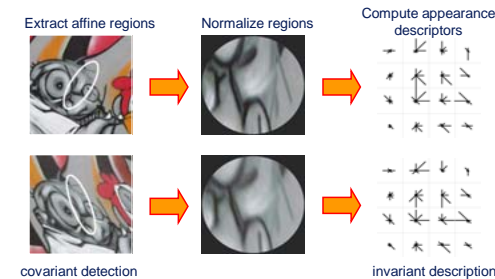 Extract affine regions
Normalize regions
Compute appearance
descriptors
covariant detection
invariant description